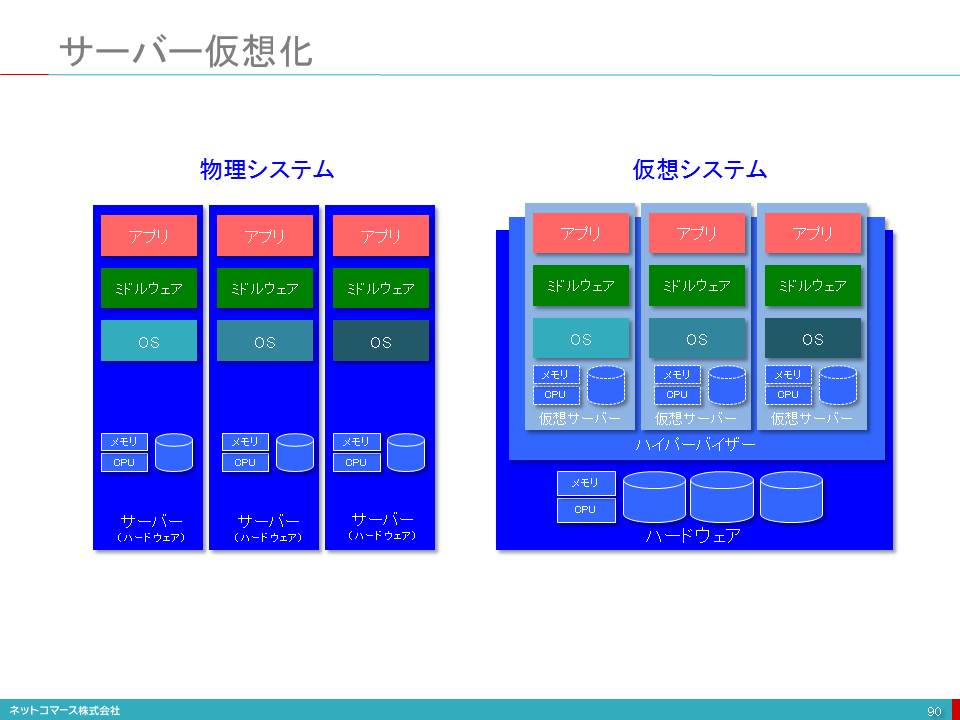 サーバー仮想化
物理システム
アプリ
アプリ
アプリ
ミドルウェア
ミドルウェア
ミドルウェア
OS
OS
OS
メモリ
CPU
メモリ
CPU
メモリ
CPU
サーバー
(ハードウェア)
サーバー
(ハードウェア)
サーバー
(ハードウェア)
仮想システム
アプリ
アプリ
アプリ
ミドルウェア
ミドルウェア
ミドルウェア
OS
OS
OS
メモリ
CPU
メモリ
CPU
メモリ
CPU
仮想サーバー
仮想サーバー
仮想サーバー
ハイパーバイザー
メモリ
CPU
ハードウェア
ネットコマース株式会社
90